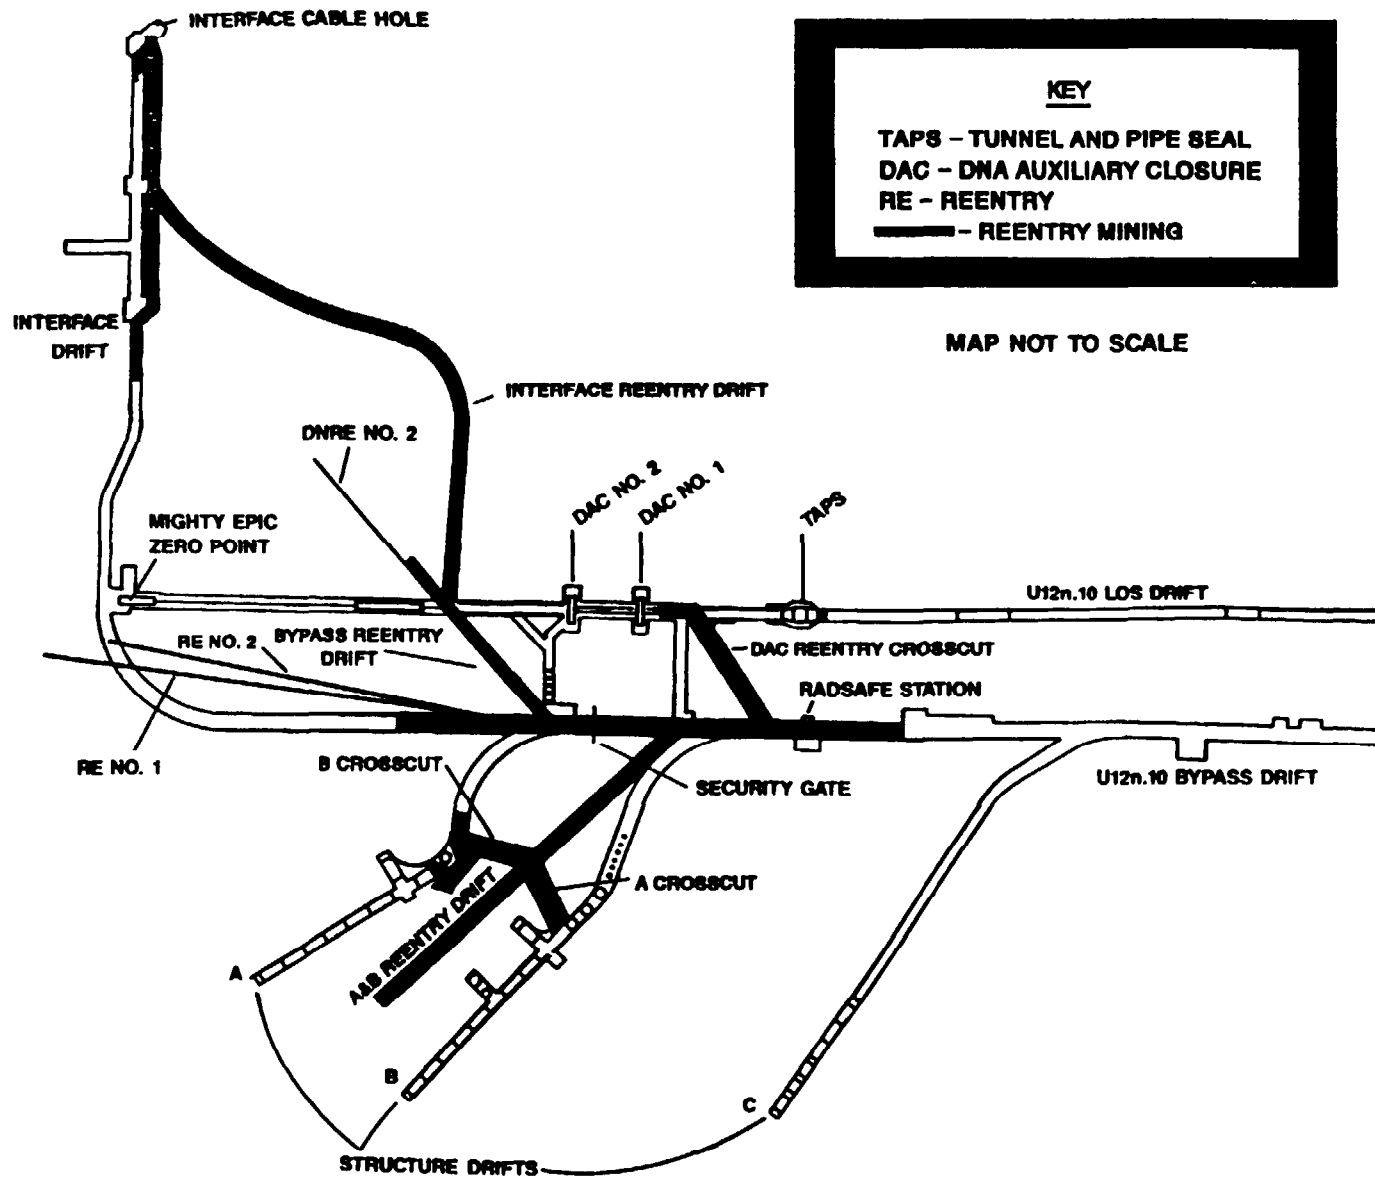 INTERFACE CABLE HOLE
KEY
TAPS – TUNNEL AND PIPE SEAL
DAC – DNA AUXILIARY CLOSURE
RE – REENTRY
– REENTRY MINING
MAP NOT TO SCALE
INTERFACE
DRIFT
INTERFACE REENTRY DRIFT
DNRE NO. 2
DAC NO. 2
DAC NO. 1
TAPS
MIGHTY EPIC
ZERO POINT
U12n.10 LOS DRIFT
RE NO. 2
BYPASS REENTRY
DRIFT
DAC REENTRY CROSSCUT
RADSAFE STATION
RE NO. 1
B CROSSCUT
SECURITY GATE
U12n.10 BYPASS DRIFT
A CROSSCUT
A&B REENTRY DRIFT
A
B
C
STRUCTURE DRIFTS